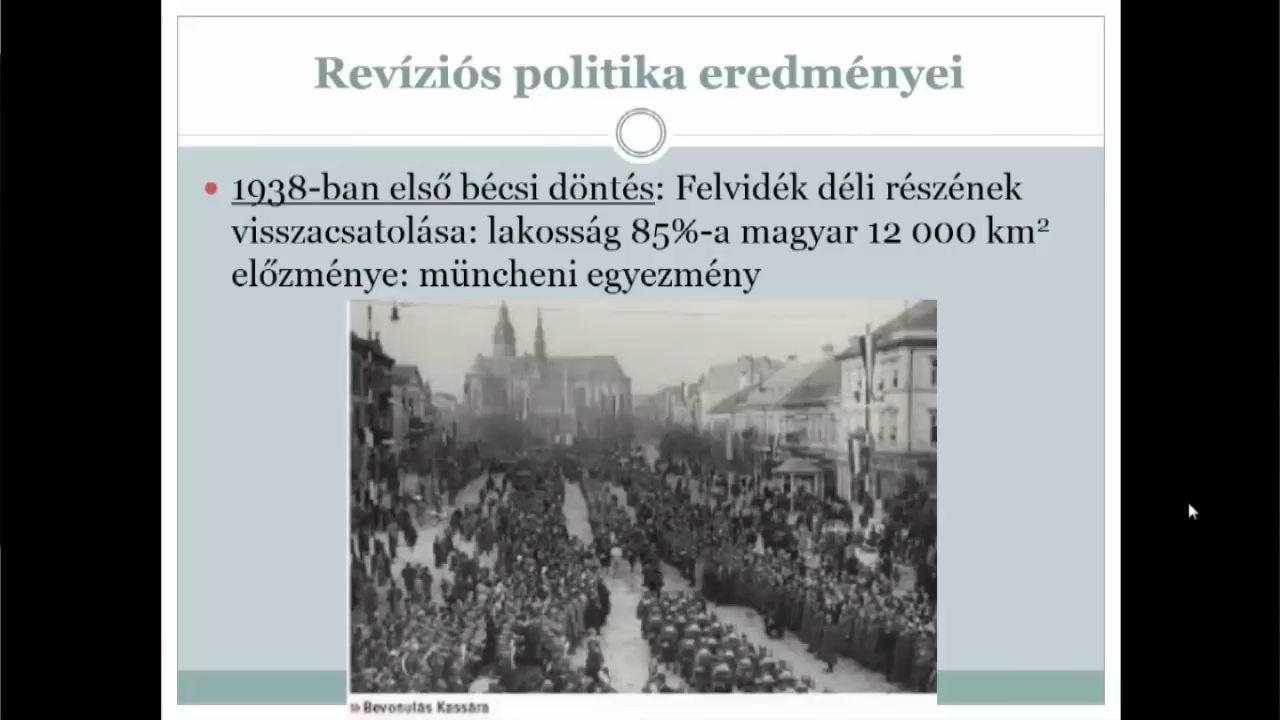 Revíziós politika eredményei
1938-ban első bécsi döntés: Felvidék déli részének
visszacsatolása: lakosság 85%-a magyar 12 000 km²
előzménye: müncheni egyezmény
» Bevonulás Kassára